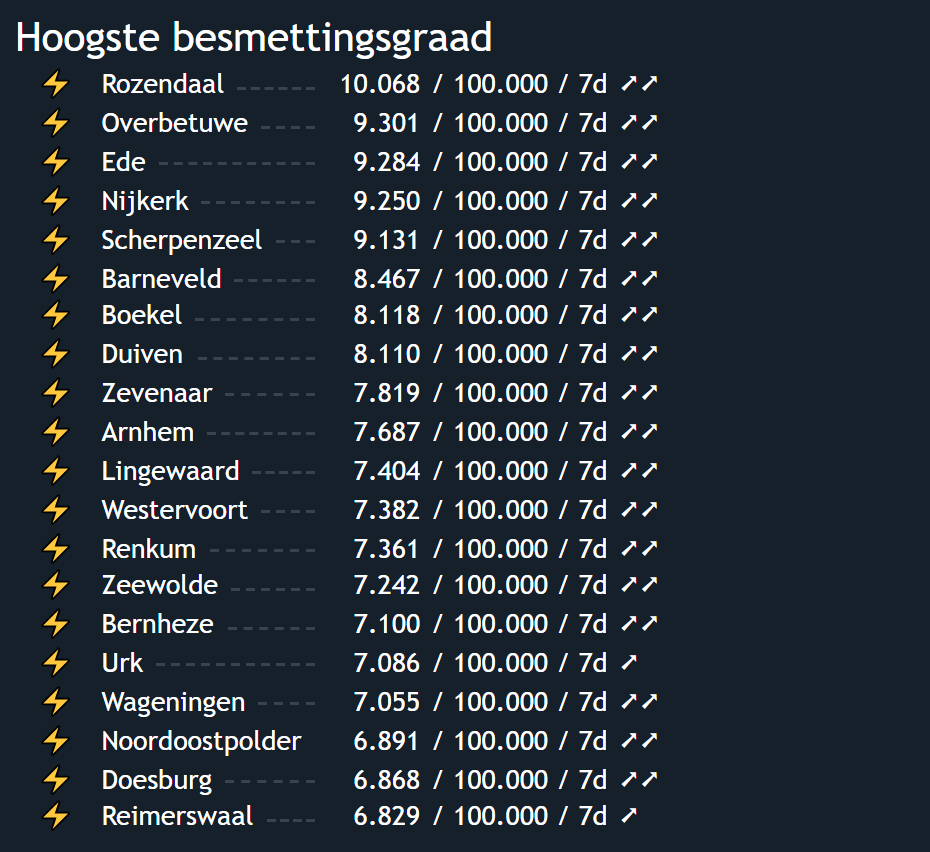 Hoogste besmettingsgraad
⚡ Rozendaal ------ 10.068 / 100.000 / 7d ➚➚
⚡ Overbetuwe ---- 9.301 / 100.000 / 7d ➚➚
⚡ Ede ----------- 9.284 / 100.000 / 7d ➚➚
⚡ Nijkerk -------- 9.250 / 100.000 / 7d ➚➚
⚡ Scherpenzeel --- 9.131 / 100.000 / 7d ➚➚
⚡ Barneveld ------ 8.467 / 100.000 / 7d ➚➚
⚡ Boekel --------- 8.118 / 100.000 / 7d ➚➚
⚡ Duiven --------- 8.110 / 100.000 / 7d ➚➚
⚡ Zevenaar ------- 7.819 / 100.000 / 7d ➚➚
⚡ Arnhem -------- 7.687 / 100.000 / 7d ➚➚
⚡ Lingewaard ----- 7.404 / 100.000 / 7d ➚➚
⚡ Westervoort ---- 7.382 / 100.000 / 7d ➚➚
⚡ Renkum -------- 7.361 / 100.000 / 7d ➚➚
⚡ Zeewolde ------ 7.242 / 100.000 / 7d ➚➚
⚡ Bernheze ------ 7.100 / 100.000 / 7d ➚➚
⚡ Urk ------------ 7.086 / 100.000 / 7d ➚
⚡ Wageningen ---- 7.055 / 100.000 / 7d ➚➚
⚡ Noordoostpolder 6.891 / 100.000 / 7d ➚➚
⚡ Doesburg ------- 6.868 / 100.000 / 7d ➚➚
⚡ Reimerswaal ---- 6.829 / 100.000 / 7d ➚